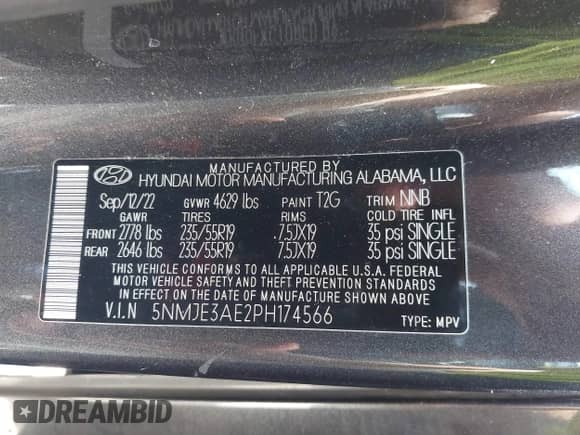 MANUFACTURED BY
HYUNDAI MOTOR MANUFACTURING ALABAMA, LLC
Sep/12/22 GVWR 4629 lbs PAINT T2G TRIM NNB
GAWR TIRES RIMS COLD TIRE INFL
FRONT 2778 lbs 235/55R19 7.5JX19 35 psi SINGLE
REAR 2646 lbs 235/55R19 7.5JX19 35 psi SINGLE
THIS VEHICLE CONFORMS TO ALL APPLICABLE U.S.A. FEDERAL
MOTOR VEHICLE SAFETY AND THEFT PREVENTION STANDARDS
IN EFFECT ON THE DATE OF MANUFACTURE SHOWN ABOVE.
V.I.N 5NMJE3AE2PH174566 TYPE: MPV
DREAMBID